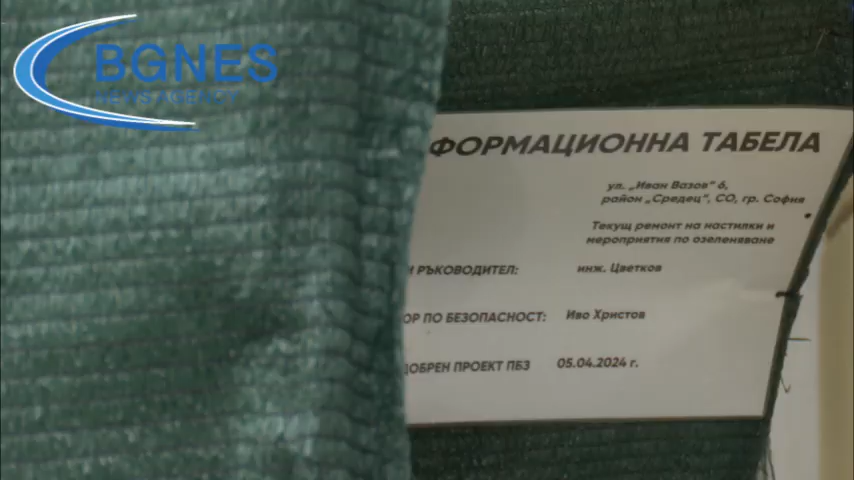 BGNES
NEWS AGENCY
ФОРМАЦИОННА ТАБЕЛА
ул. „Иван Вазов“ 6,
район „Средец“, СО, гр. София
Текущ ремонт на настилки и
мероприятия по озеленяване
И РЪКОВОДИТЕЛ: инж. Цветков
ОР ПО БЕЗОПАСНОСТ: Иво Христов
ДОБРЕН ПРОЕКТ ПБЗ 05.04.2024 г.